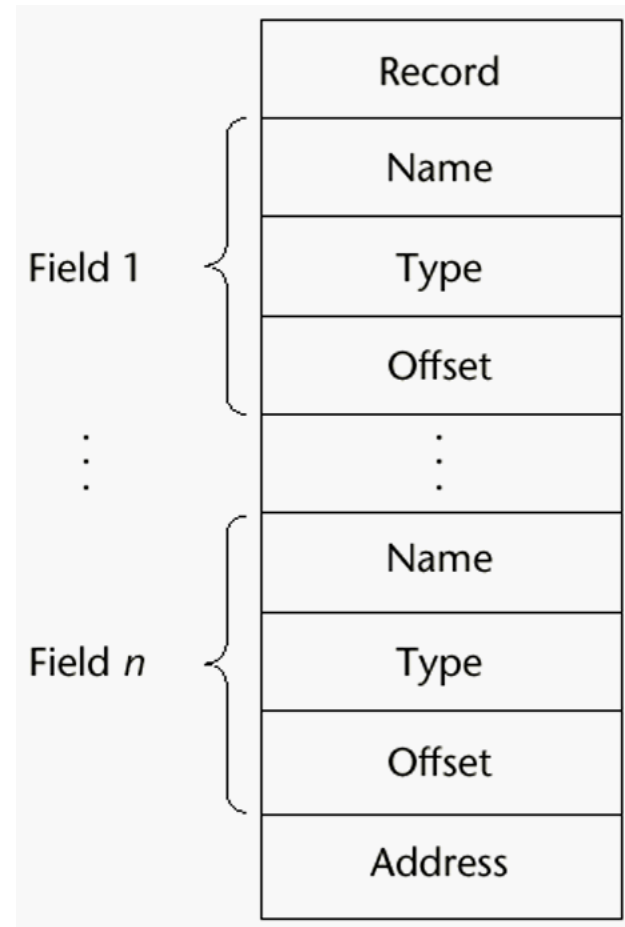 Record
Name
Field 1
Type
Offset
⋮ ⋮
Name
Field n
Type
Offset
Address